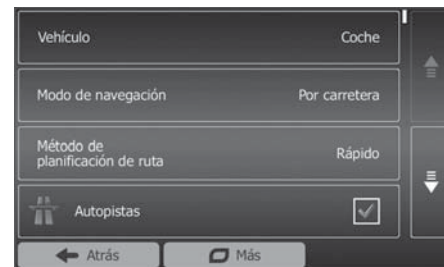 Vehículo Coche
Modo de navegación Por carretera
Método de
planificación de ruta Rápido
Autopistas
Atrás Más